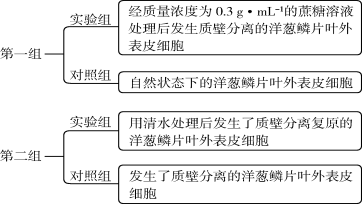 第一组
实验组
经质量浓度为 0.3 g·mL⁻¹的蔗糖溶液
处理后发生质壁分离的洋葱鳞片叶外
表皮细胞
对照组
自然状态下的洋葱鳞片叶外表皮细胞
第二组
实验组
用清水处理后发生了质壁分离复原的
洋葱鳞片叶外表皮细胞
对照组
发生了质壁分离的洋葱鳞片叶外表皮
细胞